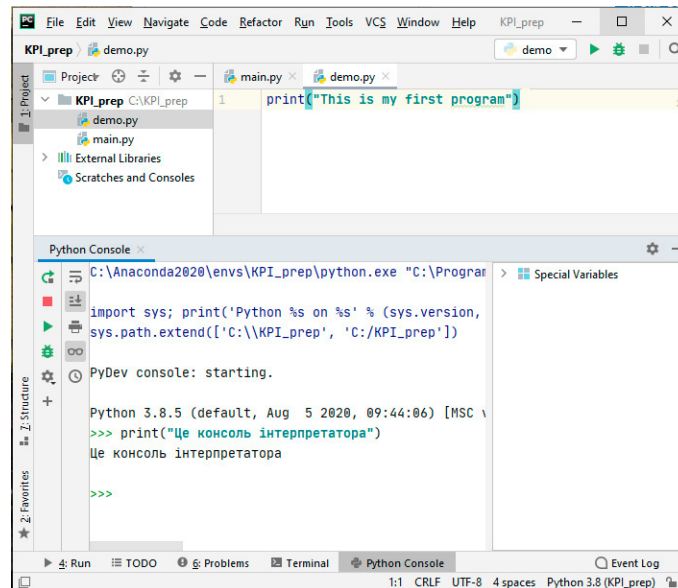 PC File Edit View Navigate Code Refactor Run Tools VCS Window Help KPI_prep
KPI_prep demo.py demo
1: Project
Project main.py demo.py
KPI_prep C:\KPI_prep
demo.py
main.py
External Libraries
Scratches and Consoles
1 print("This is my first program")
Python Console
C:\Anaconda2020\envs\KPI_prep\python.exe "C:\Program
import sys; print('Python %s on %s' % (sys.version,
sys.path.extend(['C:\\KPI_prep', 'C:/KPI_prep'])
PyDev console: starting.
Python 3.8.5 (default, Aug 5 2020, 09:44:06) [MSC v
>>> print("Це консоль інтерпретатора")
Це консоль інтерпретатора
>>>
Special Variables
7: Structure
2: Favorites
4: Run TODO 6: Problems Terminal Python Console Event Log
1:1 CRLF UTF-8 4 spaces Python 3.8 (KPI_prep)